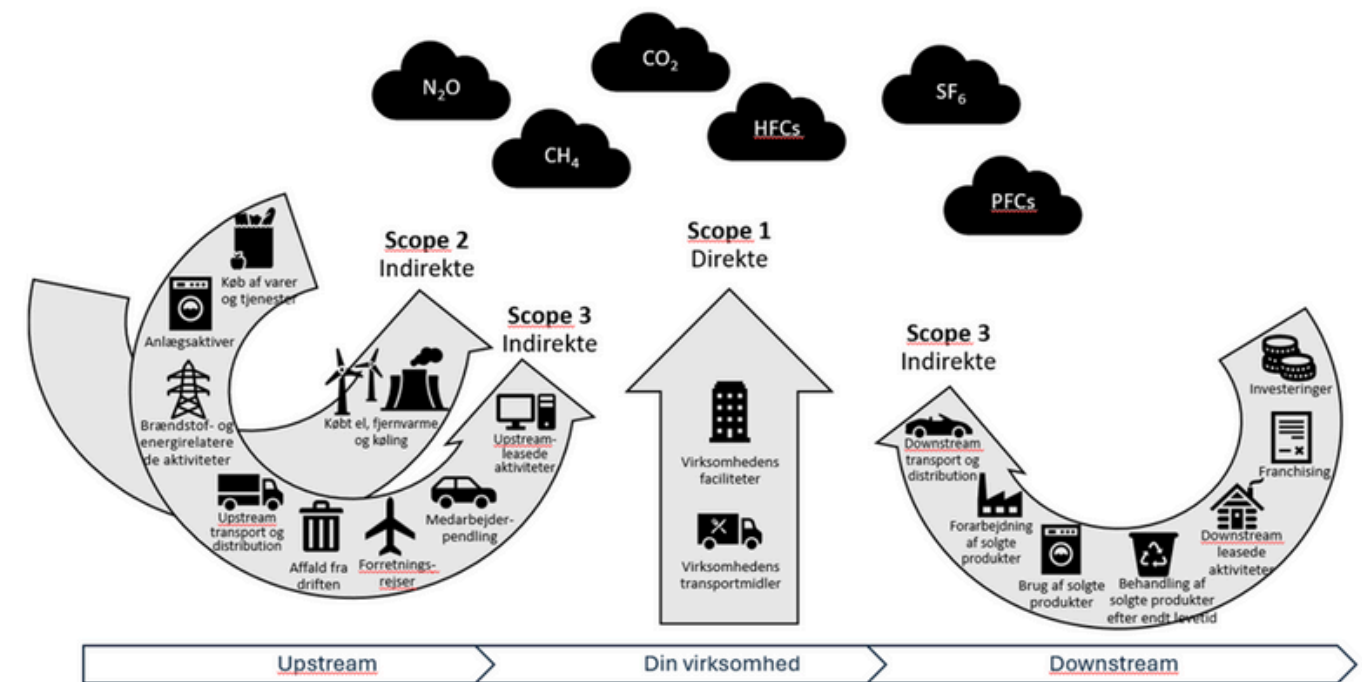 CO₂
N₂O
SF₆
HFCs
CH₄
PFCs
Scope 2
Indirekte
Scope 1
Direkte
Scope 3
Indirekte
Scope 3
Indirekte
Køb af varer
og tjenester
Anlægsaktiver
Brændstof- og
energirelatere
de aktiviteter
Upstream
transport og
distribution
Affald fra
driften
Forretnings-
rejser
Medarbejder-
pendling
Upstream-
leasede
aktiviteter
Købt el, fjernvarme
og køling
Virksomhedens
faciliteter
Virksomhedens
transportmidler
Downstream
transport og
distribution
Forarbejdning
af solgte
produkter
Brug af solgte
produkter
Behandling af
solgte produkter
efter endt levetid
Downstream
leasede
aktiviteter
Franchising
Investeringer
Upstream
Din virksomhed
Downstream